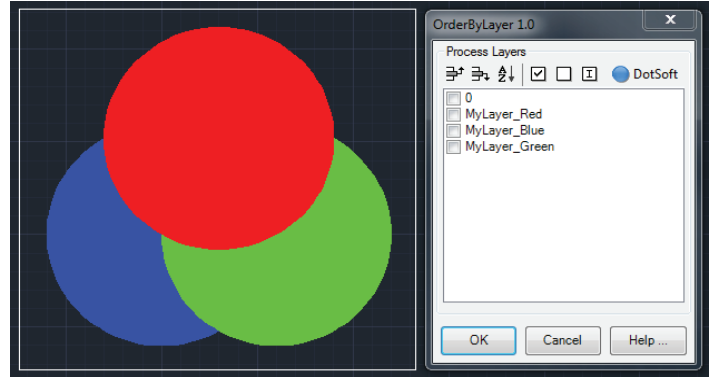 OrderByLayer 1.0
x
Process Layers
DotSoft
0
MyLayer_Red
MyLayer_Blue
MyLayer_Green
OK Cancel Help ...